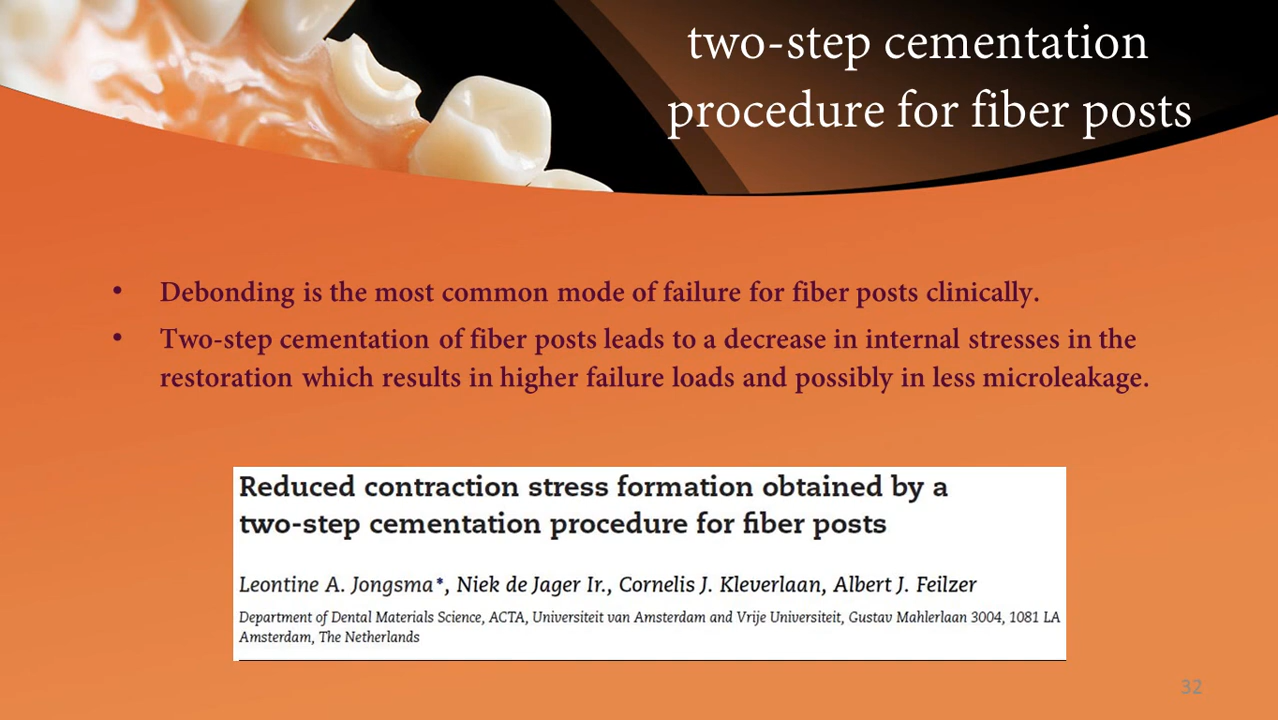 two-step cementation
procedure for fiber posts
• Debonding is the most common mode of failure for fiber posts clinically.
• Two-step cementation of fiber posts leads to a decrease in internal stresses in the
restoration which results in higher failure loads and possibly in less microleakage.
Reduced contraction stress formation obtained by a
two-step cementation procedure for fiber posts
Leontine A. Jongsma*, Niek de Jager Ir., Cornelis J. Kleverlaan, Albert J. Feilzer
Department of Dental Materials Science, ACTA, Universiteit van Amsterdam and Vrije Universiteit, Gustav Mahlerlaan 3004, 1081 LA
Amsterdam, The Netherlands
32